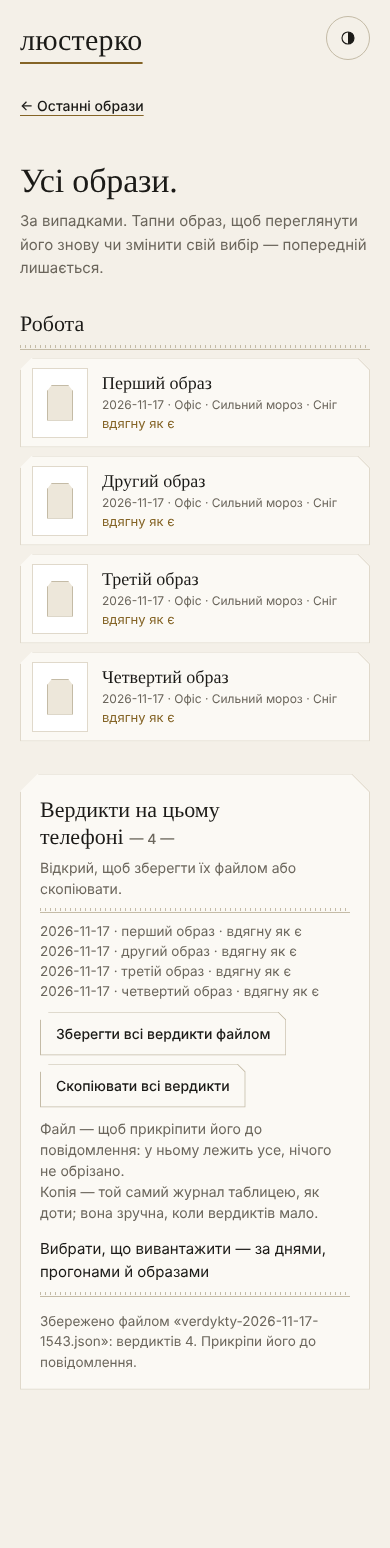 люстерко
← Останні образи
Усі образи.
За випадками. Тапни образ, щоб переглянути
його знову чи змінити свій вибір — попередній
лишається.
Робота
Перший образ
2026-11-17 · Офіс · Сильний мороз · Сніг
вдягну як є
Другий образ
2026-11-17 · Офіс · Сильний мороз · Сніг
вдягну як є
Третій образ
2026-11-17 · Офіс · Сильний мороз · Сніг
вдягну як є
Четвертий образ
2026-11-17 · Офіс · Сильний мороз · Сніг
вдягну як є
Вердикти на цьому
телефоні — 4 —
Відкрий, щоб зберегти їх файлом або
скопіювати.
2026-11-17 · перший образ · вдягну як є
2026-11-17 · другий образ · вдягну як є
2026-11-17 · третій образ · вдягну як є
2026-11-17 · четвертий образ · вдягну як є
Зберегти всі вердикти файлом
Скопіювати всі вердикти
Файл — щоб прикріпити його до
повідомлення: у ньому лежить усе, нічого
не обрізано.
Копія — той самий журнал таблицею, як
доти; вона зручна, коли вердиктів мало.
Вибрати, що вивантажити — за днями,
прогонами й образами
Збережено файлом «verdykty-2026-11-17-
1543.json»: вердиктів 4. Прикріпи його до
повідомлення.